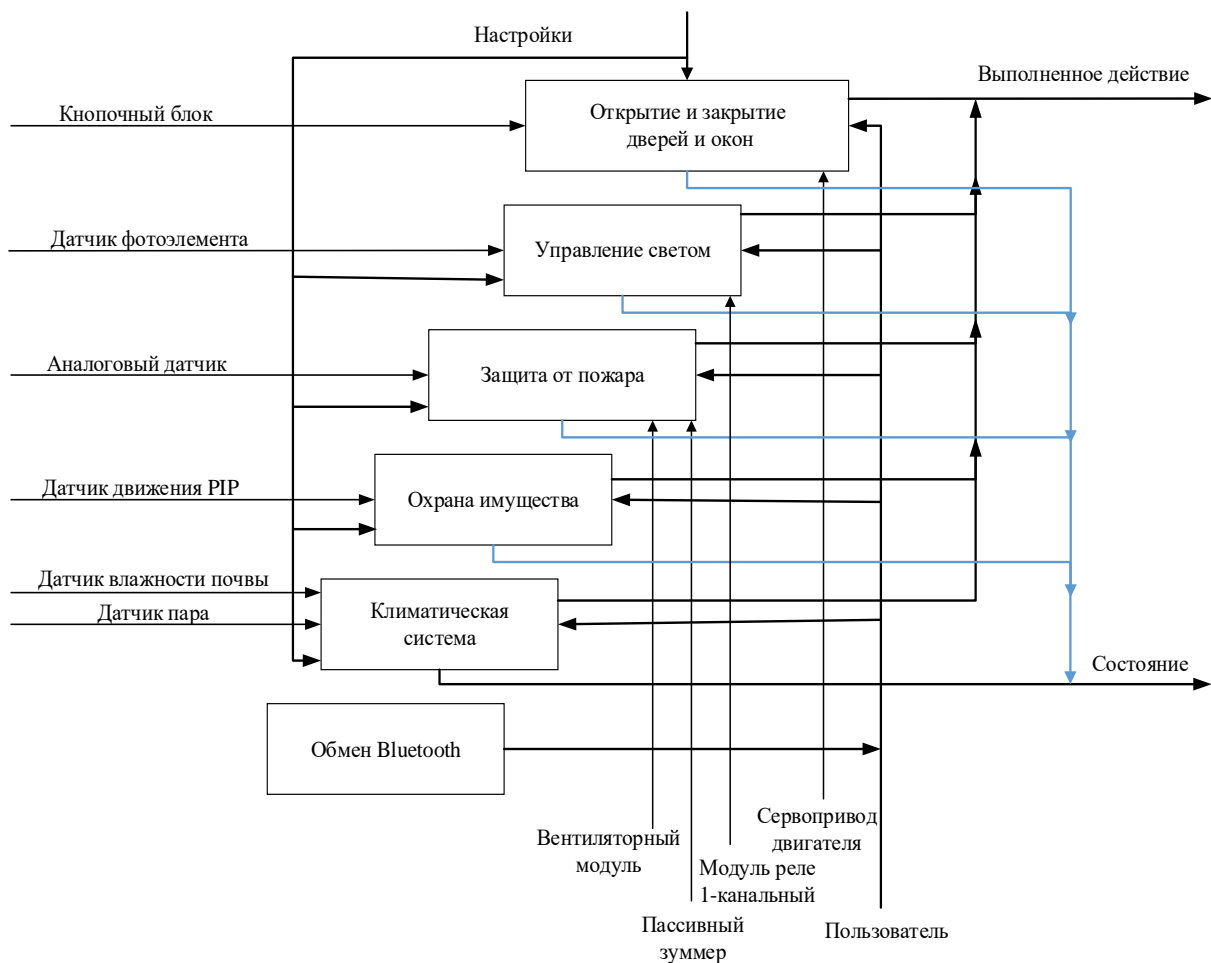 Настройки
Выполненное действие
Кнопочный блок
Открытие и закрытие
дверей и окон
Датчик фотоэлемента
Управление светом
Аналоговый датчик
Защита от пожара
Датчик движения PIP
Охрана имущества
Датчик влажности почвы
Датчик пара
Климатическая
система
Состояние
Обмен Bluetooth
Вентиляторный
модуль
Сервопривод
двигателя
Модуль реле
1-канальный
Пассивный
зуммер
Пользователь